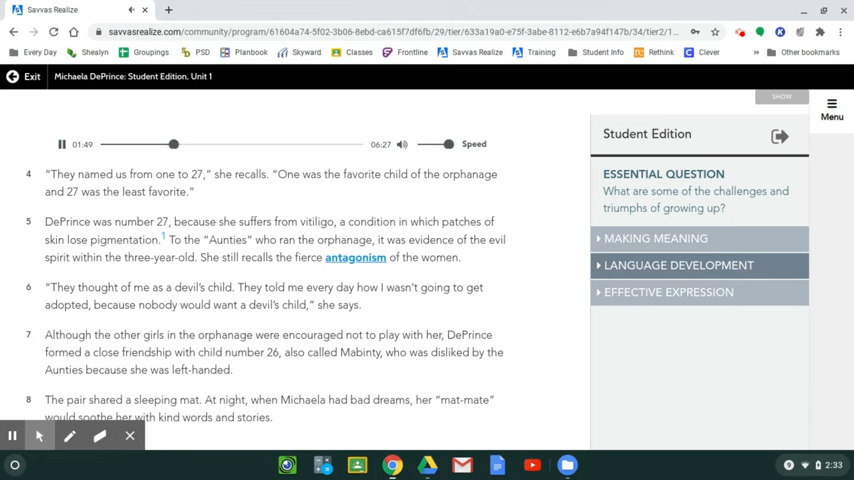 Savvas Realize
savvasrealize.com/community/program/61604a74-5f02-3b06-8ebd-ca615f7df6fb/29/tier/633a19a0-e75f-3abe-8112-e6b7a94f147b/34/tier2/1...
Every Day Shealyn Groupings PSD Planbook Skyward Classes Frontline Savvas Realize Training Student Info Rethink Clever » Other bookmarks
Exit Michaela DePrince: Student Edition, Unit 1
SHOW
Menu
01:49 06:27 Speed
4 “They named us from one to 27,” she recalls. “One was the favorite child of the orphanage
and 27 was the least favorite.”
5 DePrince was number 27, because she suffers from vitiligo, a condition in which patches of
skin lose pigmentation.1 To the “Aunties” who ran the orphanage, it was evidence of the evil
spirit within the three-year-old. She still recalls the fierce antagonism of the women.
6 “They thought of me as a devil’s child. They told me every day how I wasn’t going to get
adopted, because nobody would want a devil’s child,” she says.
7 Although the other girls in the orphanage were encouraged not to play with her, DePrince
formed a close friendship with child number 26, also called Mabinty, who was disliked by the
Aunties because she was left-handed.
8 The pair shared a sleeping mat. At night, when Michaela had bad dreams, her “mat-mate”
would soothe her with kind words and stories.
Student Edition
ESSENTIAL QUESTION
What are some of the challenges and
triumphs of growing up?
MAKING MEANING
LANGUAGE DEVELOPMENT
EFFECTIVE EXPRESSION
2:33